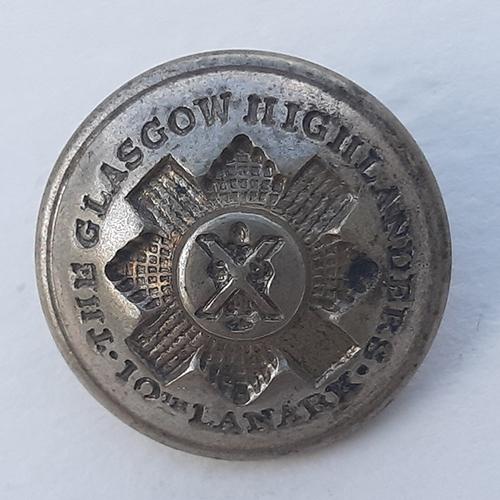 THE GLASGOW HIGHLANDERS
· 10TH LANARK ·